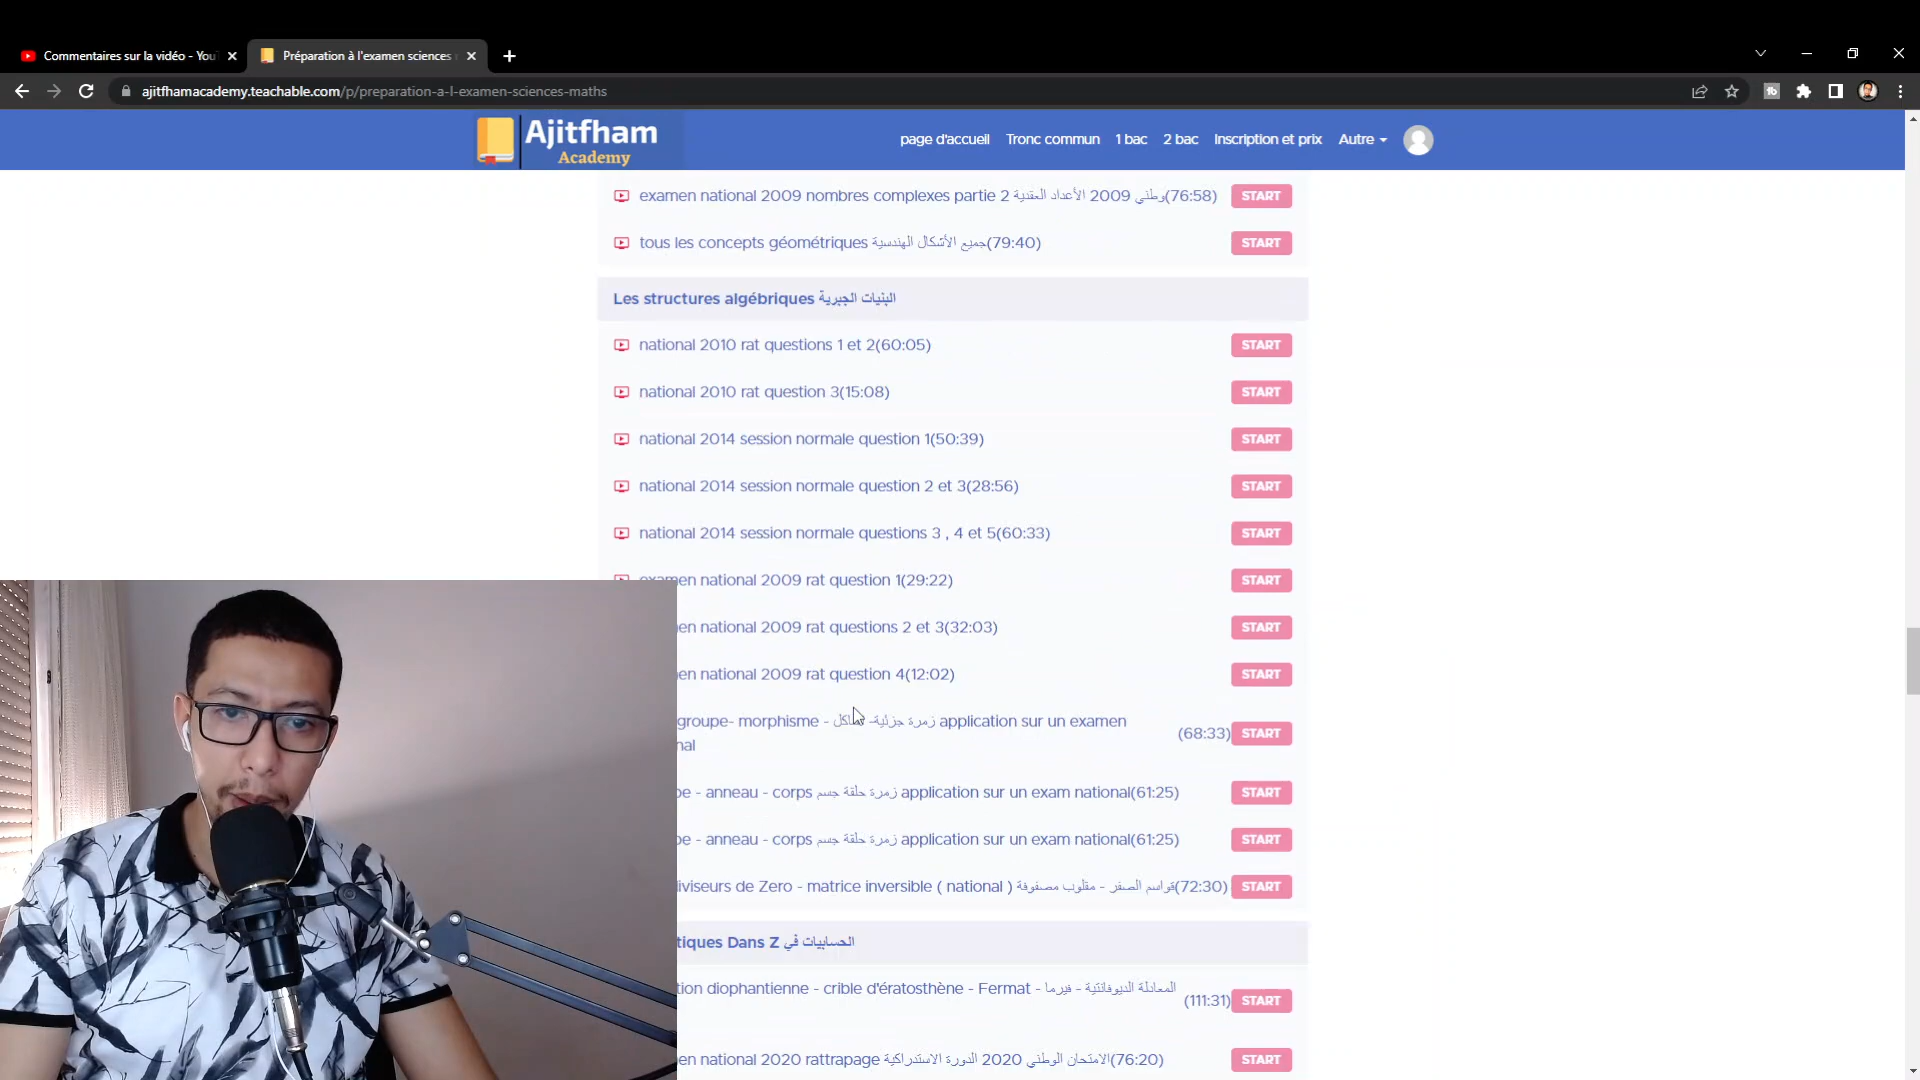 Commentaires sur la vidéo - You
Préparation à l'examen sciences
ajitfhamacademy.teachable.com/p/preparation-a-l-examen-sciences-maths
Ajitfham
Academy
page d'accueil Tronc commun 1 bac 2 bac Inscription et prix Autre
examen national 2009 nombres complexes partie 2 وطني 2009 الأعداد العقدية(76:58) START
tous les concepts géométriques جميع الأشكال الهندسية(79:40) START
Les structures algébriques البنيات الجبرية
national 2010 rat questions 1 et 2(60:05) START
national 2010 rat question 3(15:08) START
national 2014 session normale question 1(50:39) START
national 2014 session normale question 2 et 3(28:56) START
national 2014 session normale questions 3 , 4 et 5(60:33) START
examen national 2009 rat question 1(29:22) START
en national 2009 rat questions 2 et 3(32:03) START
en national 2009 rat question 4(12:02) START
groupe- morphisme - زمرة جزئية- application sur un examen
nal (68:33) START
pe - anneau - corps زمرة حلقة جسم application sur un exam national(61:25) START
pe - anneau - corps زمرة حلقة جسم application sur un exam national(61:25) START
iviseurs de Zero - matrice inversible ( national ) قواسم الصفر - مقلوب مصفوفة(72:30) START
tiques Dans Z الحسابيات في
tion diophantienne - crible d'ératosthène - Fermat - المعادلة الديوفانتية - فيرما
(111:31) START
en national 2020 rattrapage الامتحان الوطني 2020 الدورة الاستدراكية(76:20) START